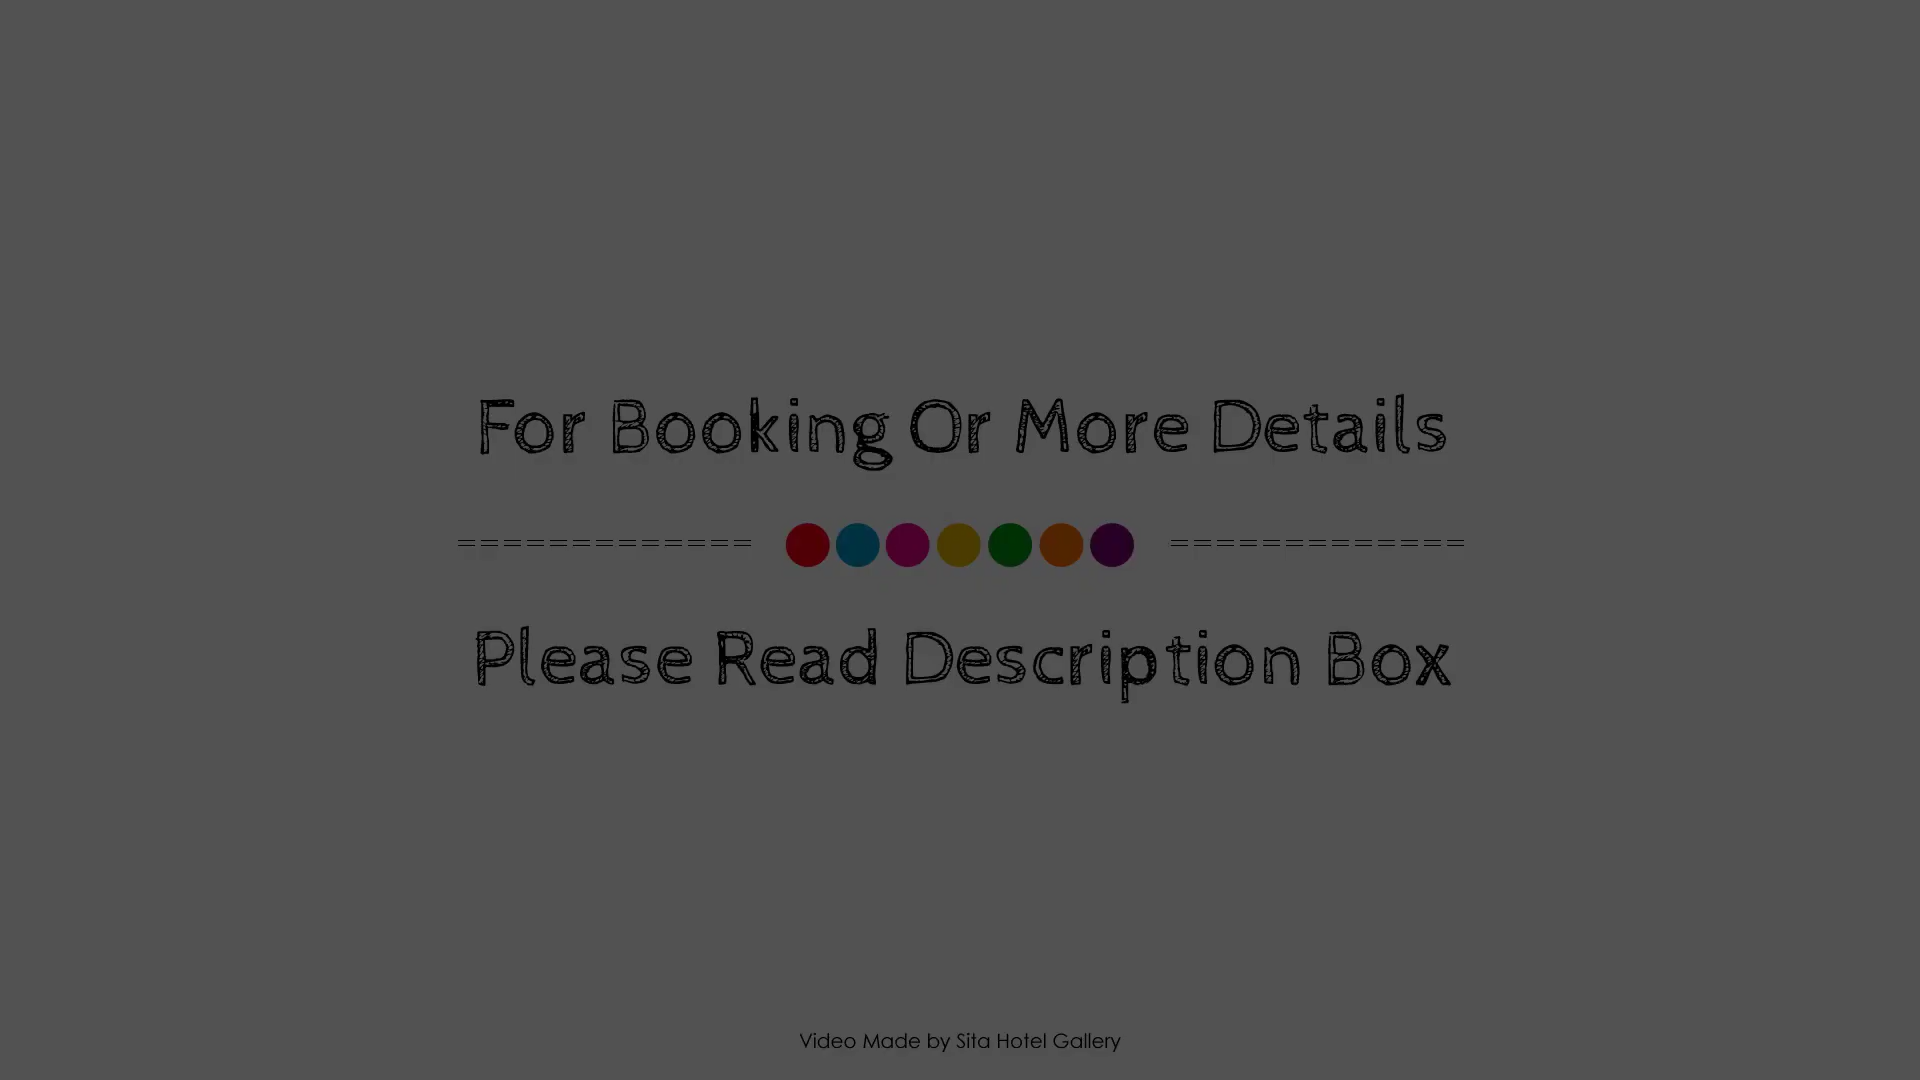 For Booking Or More Details
============= =============
Please Read Description Box
Video Made by Sita Hotel Gallery